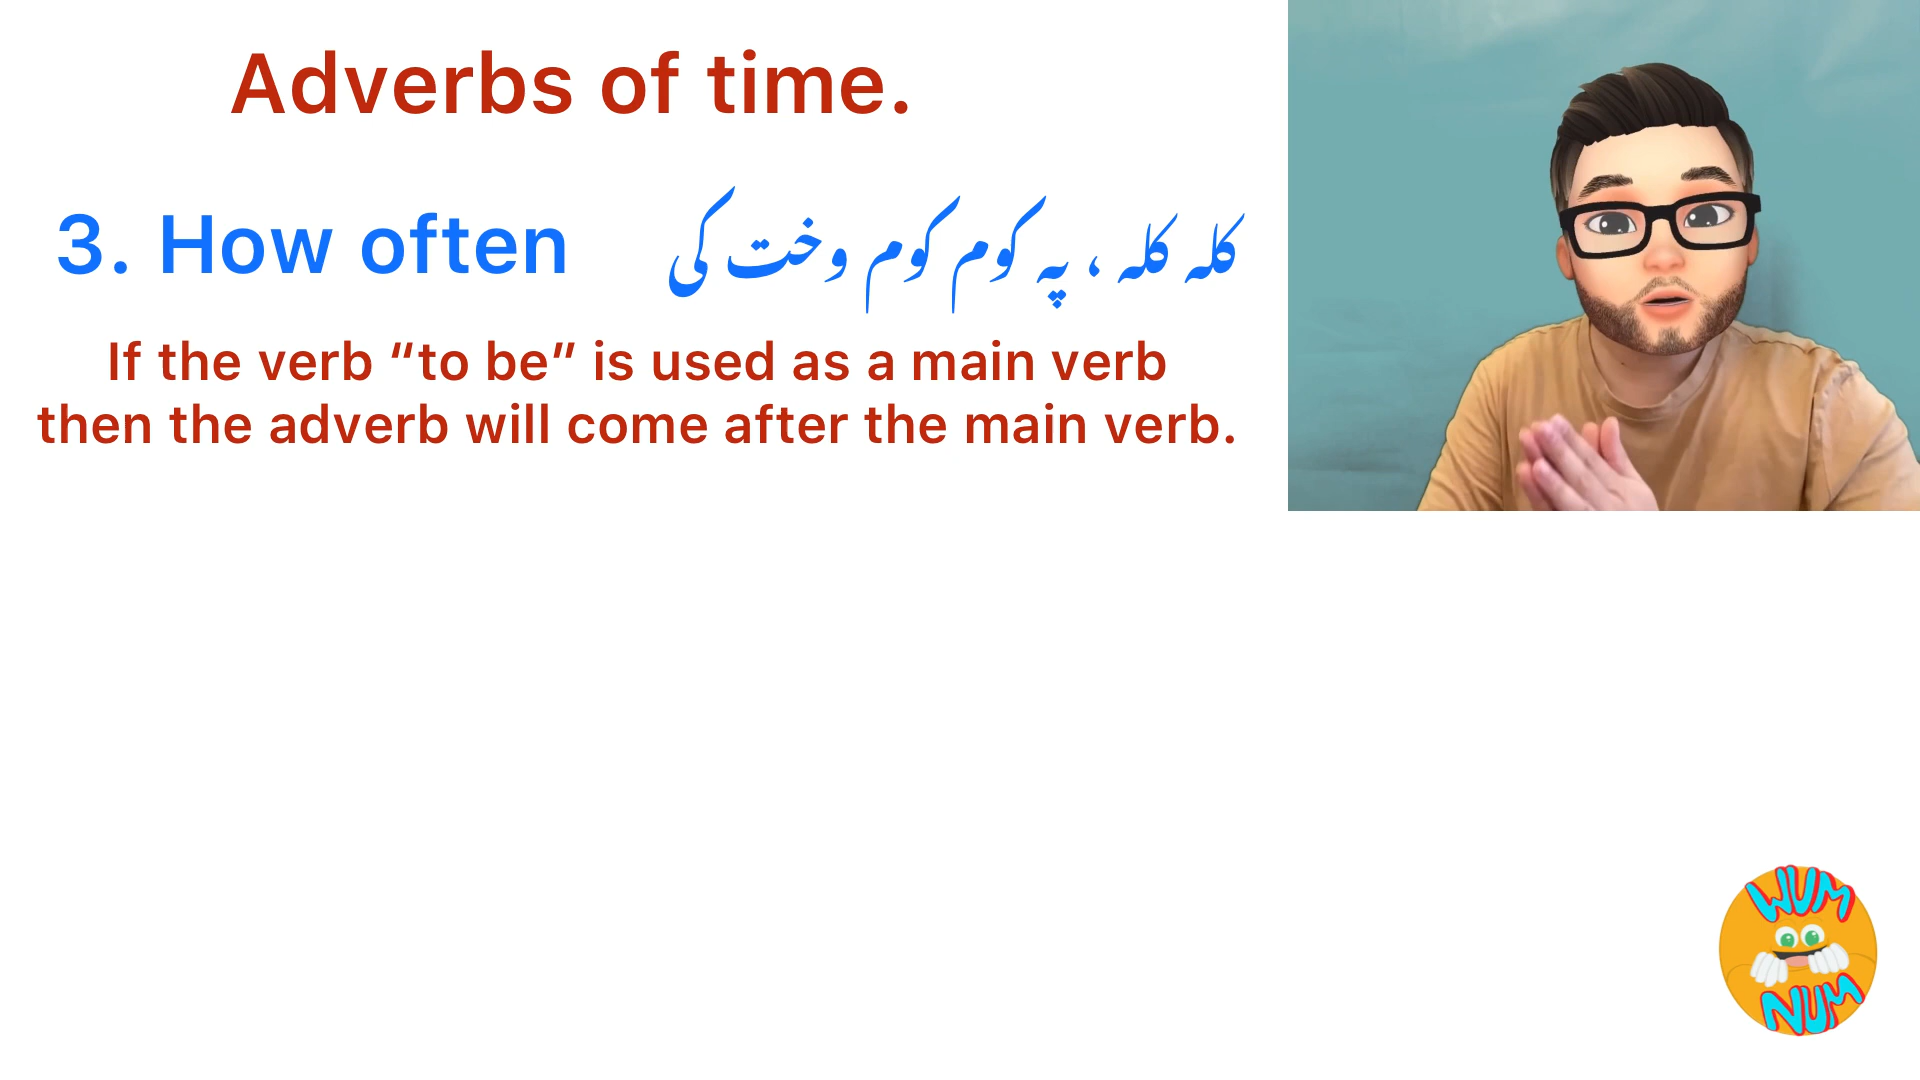 Adverbs of time.
3. How often کله کله ، په کوم کوم وخت کی
If the verb “to be” is used as a main verb
then the adverb will come after the main verb.
WUM
NUM